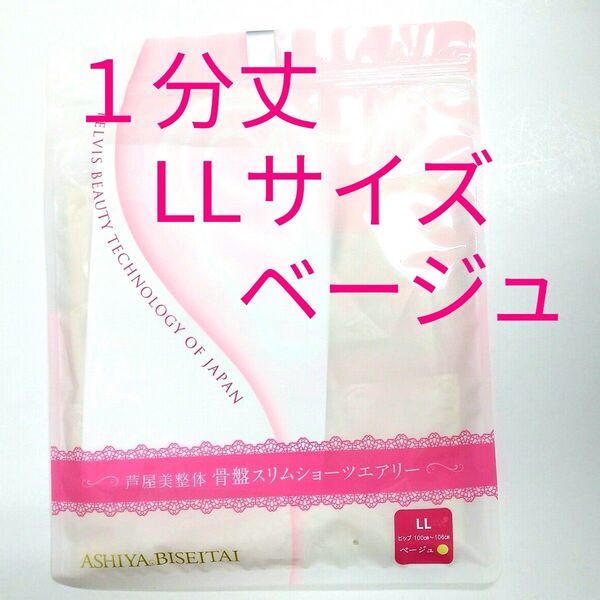 １分丈
LLサイズ
ベージュ
PELVIS BEAUTY TECHNOLOGY OF JAPAN
芦屋美整体 骨盤スリムショーツエアリー
LL
ヒップ 100cm～106cm
ベージュ
ASHIYA BISEITAI